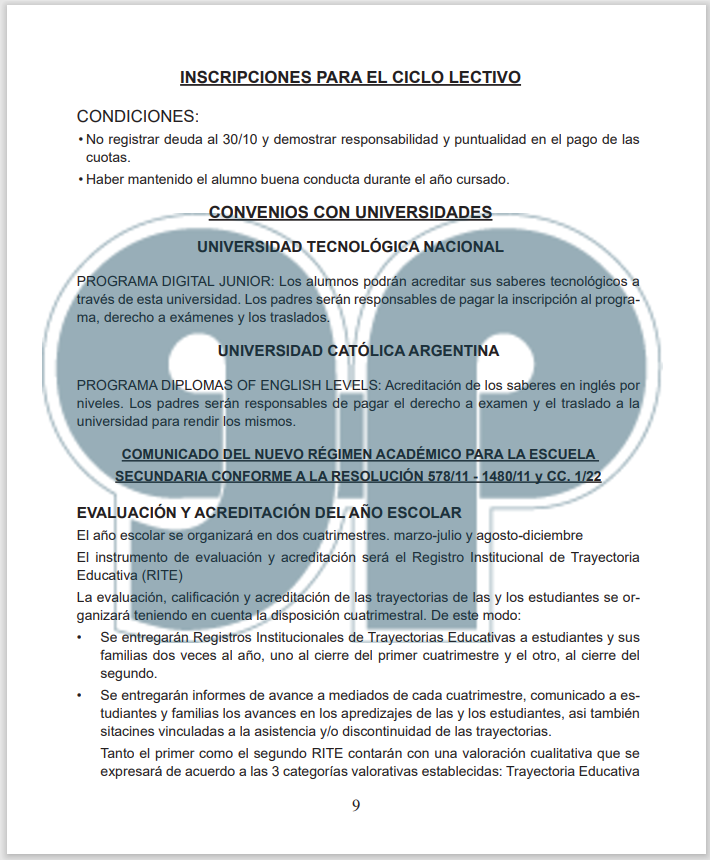 INSCRIPCIONES PARA EL CICLO LECTIVO
CONDICIONES:
• No registrar deuda al 30/10 y demostrar responsabilidad y puntualidad en el pago de las
cuotas.
• Haber mantenido el alumno buena conducta durante el año cursado.
CONVENIOS CON UNIVERSIDADES
UNIVERSIDAD TECNOLÓGICA NACIONAL
PROGRAMA DIGITAL JUNIOR: Los alumnos podrán acreditar sus saberes tecnológicos a
través de esta universidad. Los padres serán responsables de pagar la inscripción al progra-
ma, derecho a exámenes y los traslados.
UNIVERSIDAD CATÓLICA ARGENTINA
PROGRAMA DIPLOMAS OF ENGLISH LEVELS: Acreditación de los saberes en inglés por
niveles. Los padres serán responsables de pagar el derecho a examen y el traslado a la
universidad para rendir los mismos.
COMUNICADO DEL NUEVO RÉGIMEN ACADÉMICO PARA LA ESCUELA
SECUNDARIA CONFORME A LA RESOLUCIÓN 578/11 - 1480/11 y CC. 1/22
EVALUACIÓN Y ACREDITACIÓN DEL AÑO ESCOLAR
El año escolar se organizará en dos cuatrimestres. marzo-julio y agosto-diciembre
El instrumento de evaluación y acreditación será el Registro Institucional de Trayectoria
Educativa (RITE)
La evaluación, calificación y acreditación de las trayectorias de las y los estudiantes se or-
ganizará teniendo en cuenta la disposición cuatrimestral. De este modo:
• Se entregarán Registros Institucionales de Trayectorias Educativas a estudiantes y sus
familias dos veces al año, uno al cierre del primer cuatrimestre y el otro, al cierre del
segundo.
• Se entregarán informes de avance a mediados de cada cuatrimestre, comunicado a es-
tudiantes y familias los avances en los apredizajes de las y los estudiantes, asi también
sitacines vinculadas a la asistencia y/o discontinuidad de las trayectorias.
Tanto el primer como el segundo RITE contarán con una valoración cualitativa que se
expresará de acuerdo a las 3 categorías valorativas establecidas: Trayectoria Educativa
9